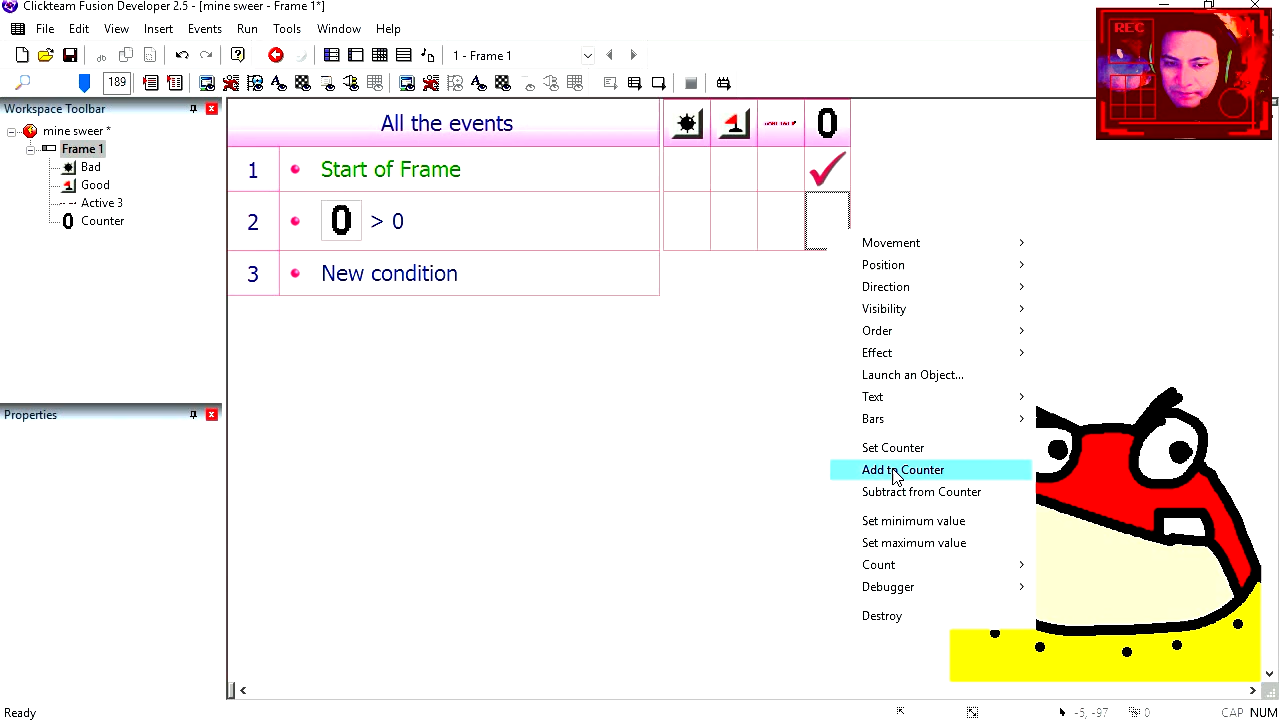 Clickteam Fusion Developer 2.5 - [mine sweer - Frame 1*]
File Edit View Insert Events Run Tools Window Help
1 - Frame 1
189
Workspace Toolbar
mine sweer *
Frame 1
Bad
Good
Active 3
Counter
Properties
All the events
0
1 Start of Frame
2 0 > 0
3 New condition
Movement
Position
Direction
Visibility
Order
Effect
Launch an Object...
Text
Bars
Set Counter
Add to Counter
Subtract from Counter
Set minimum value
Set maximum value
Count
Debugger
Destroy
REC
Ready
-5, -97
0
CAP NUM